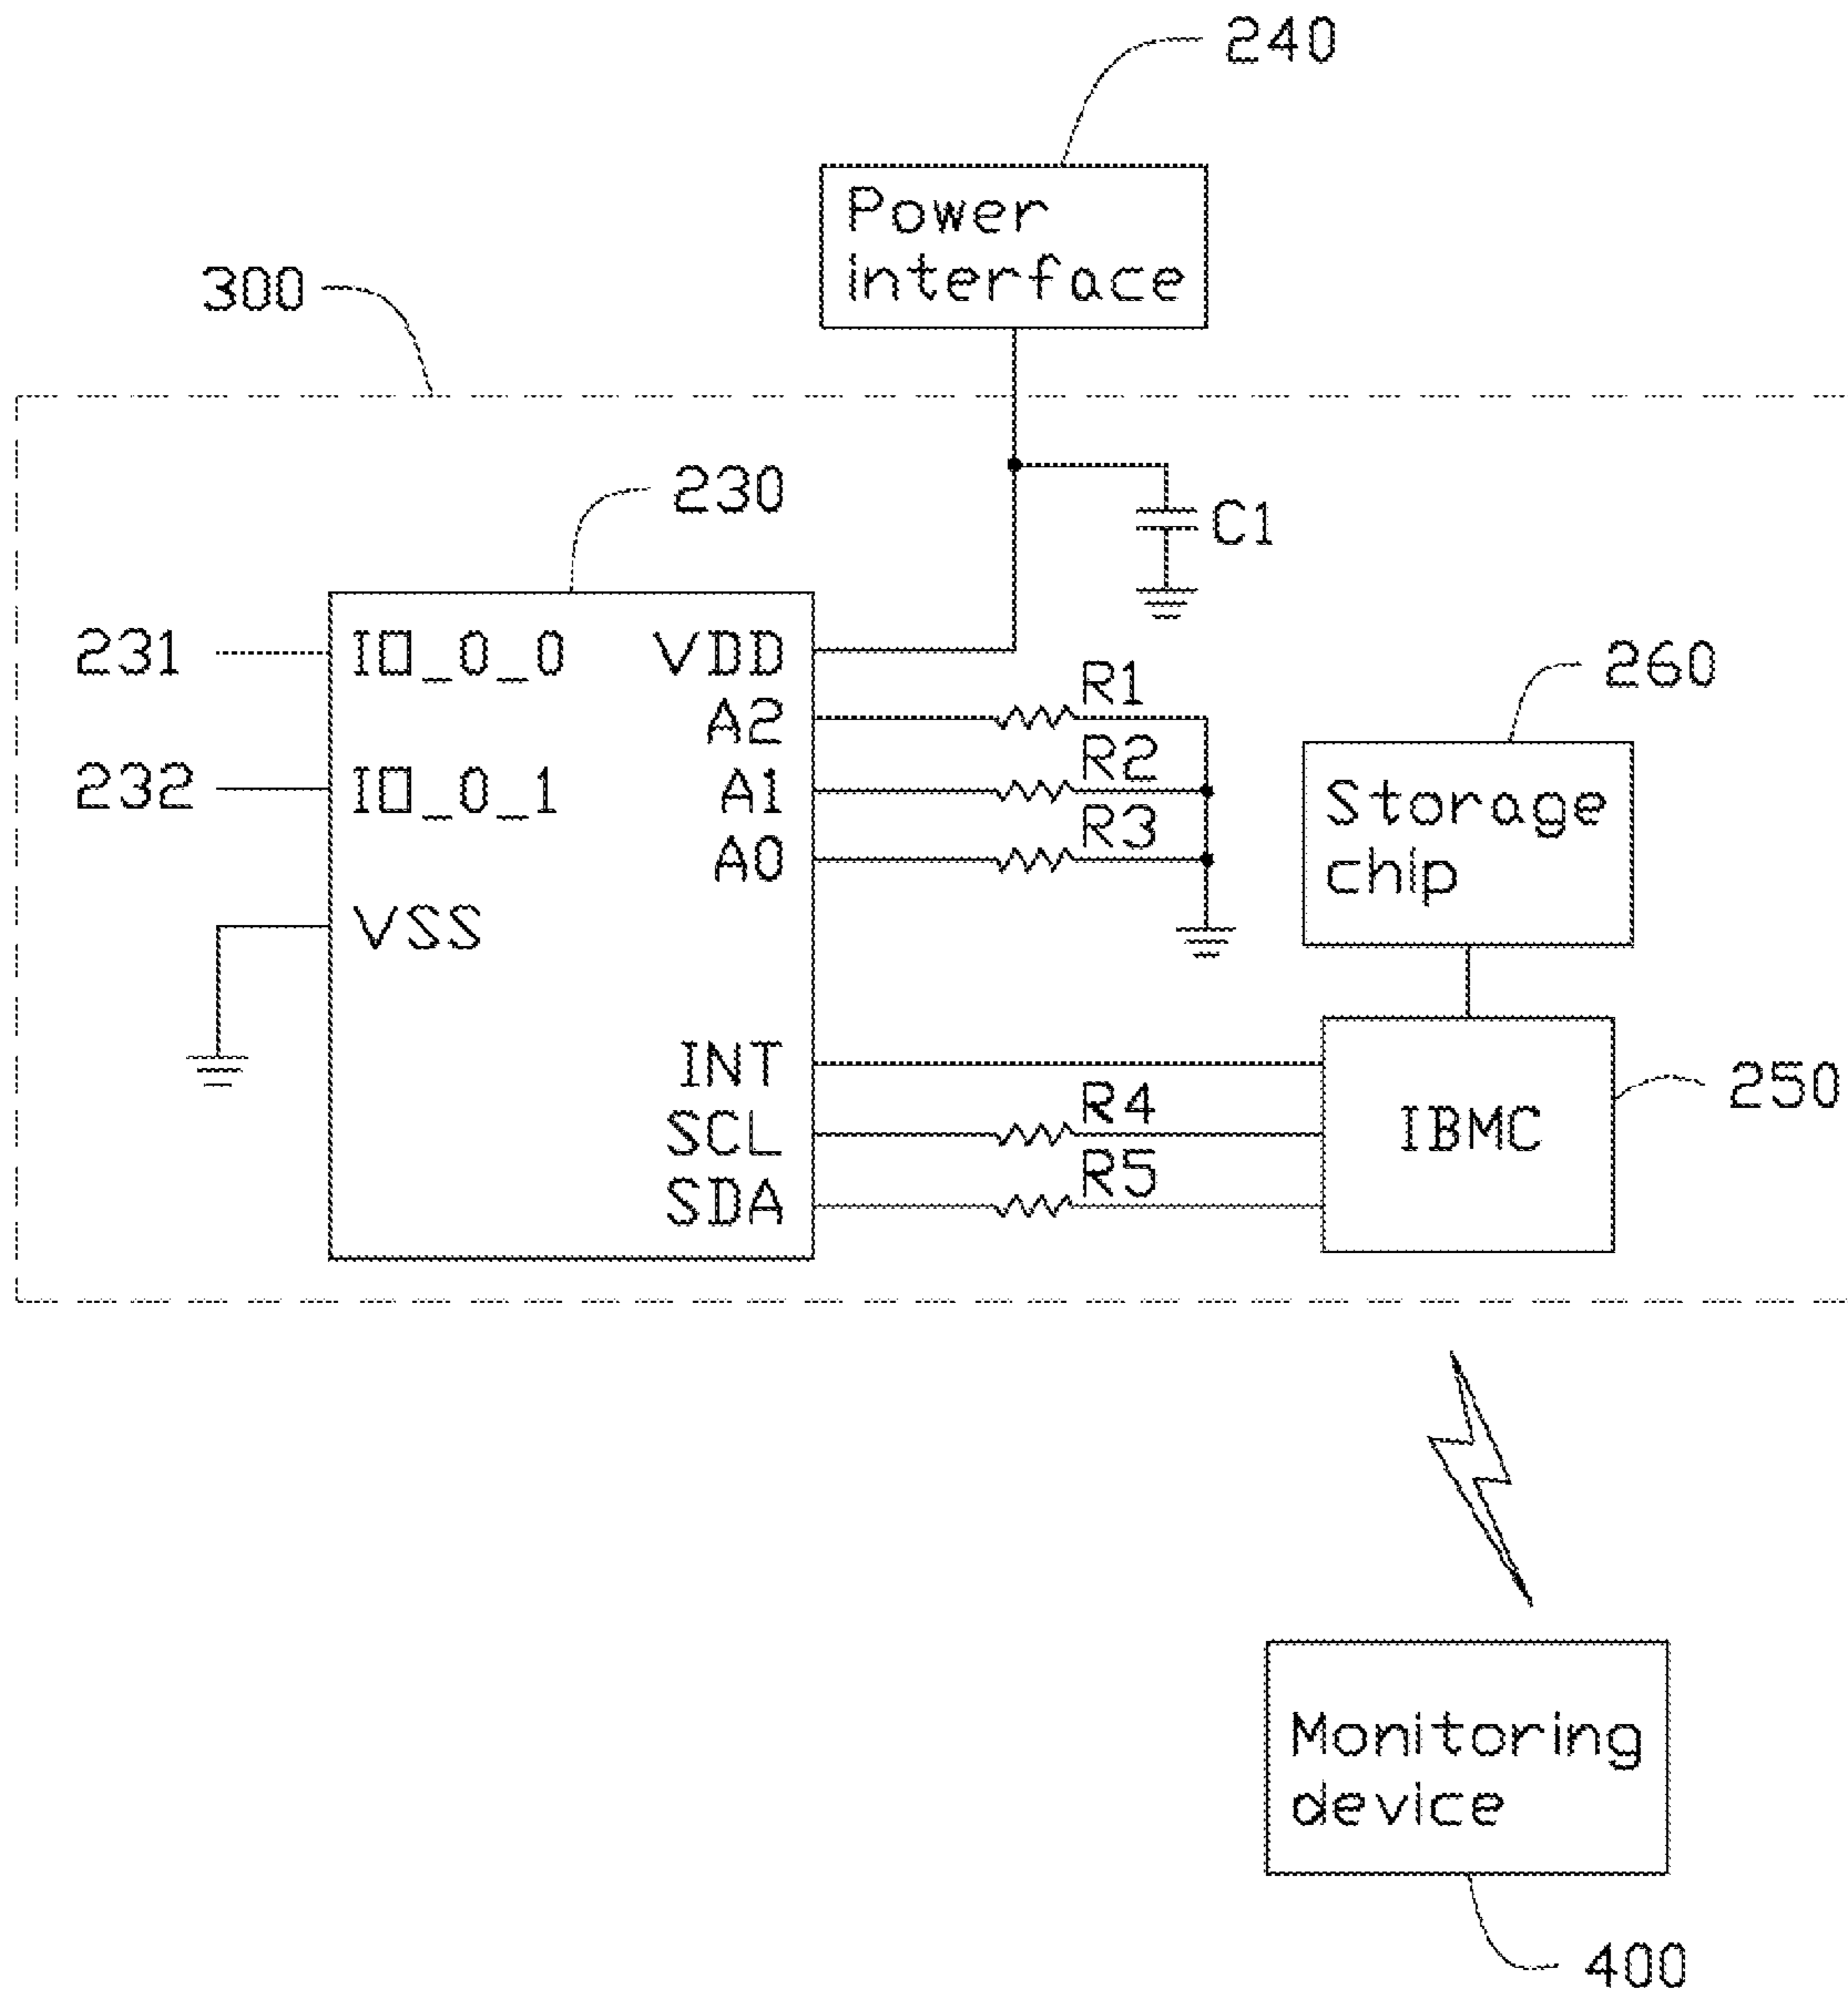 240
Power
interface
300
230
C1
231
IO_0_0
VDD
R1
260
A2
R2
232
IO_0_1
A1
Storage
chip
R3
A0
VSS
INT
250
R4
SCL
IBMC
R5
SDA
Monitoring
device
400